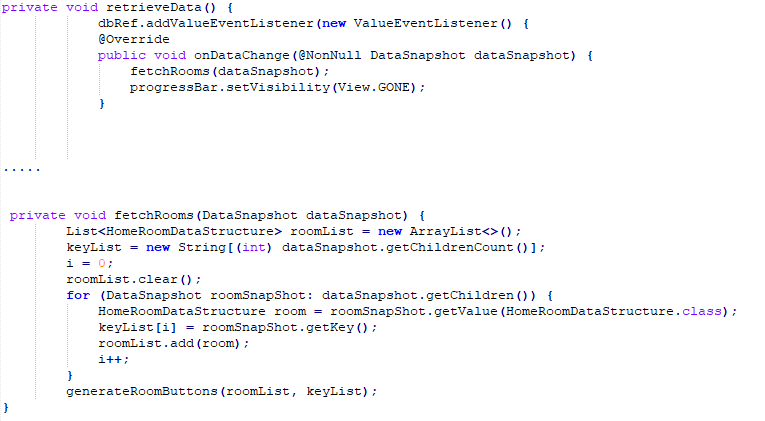 private void retrieveData() {
dbRef.addValueEventListener(new ValueEventListener() {
@Override
public void onDataChange(@NonNull DataSnapshot dataSnapshot) {
fetchRooms(dataSnapshot);
progressBar.setVisibility(View.GONE);
}
.....
private void fetchRooms(DataSnapshot dataSnapshot) {
List<HomeRoomDataStructure> roomList = new ArrayList<>();
keyList = new String[(int) dataSnapshot.getChildrenCount()];
i = 0;
roomList.clear();
for (DataSnapshot roomSnapShot: dataSnapshot.getChildren()) {
HomeRoomDataStructure room = roomSnapShot.getValue(HomeRoomDataStructure.class);
keyList[i] = roomSnapShot.getKey();
roomList.add(room);
i++;
}
generateRoomButtons(roomList, keyList);
}